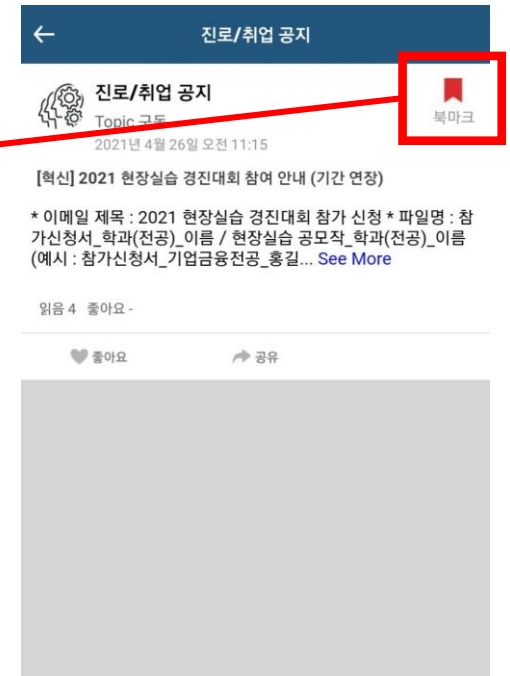 진로/취업 공지
진로/취업 공지
북마크
Topic 구독
2021년 4월 26일 오전 11:15
[혁신] 2021 현장실습 경진대회 참여 안내 (기간 연장)
* 이메일 제목 : 2021 현장실습 경진대회 참가 신청 * 파일명 : 참
가신청서_학과(전공)_이름 / 현장실습 공모작_학과(전공)_이름
(예시 : 참가신청서_기업금융전공_홍길... See More
읽음 4 좋아요 -
좋아요 공유